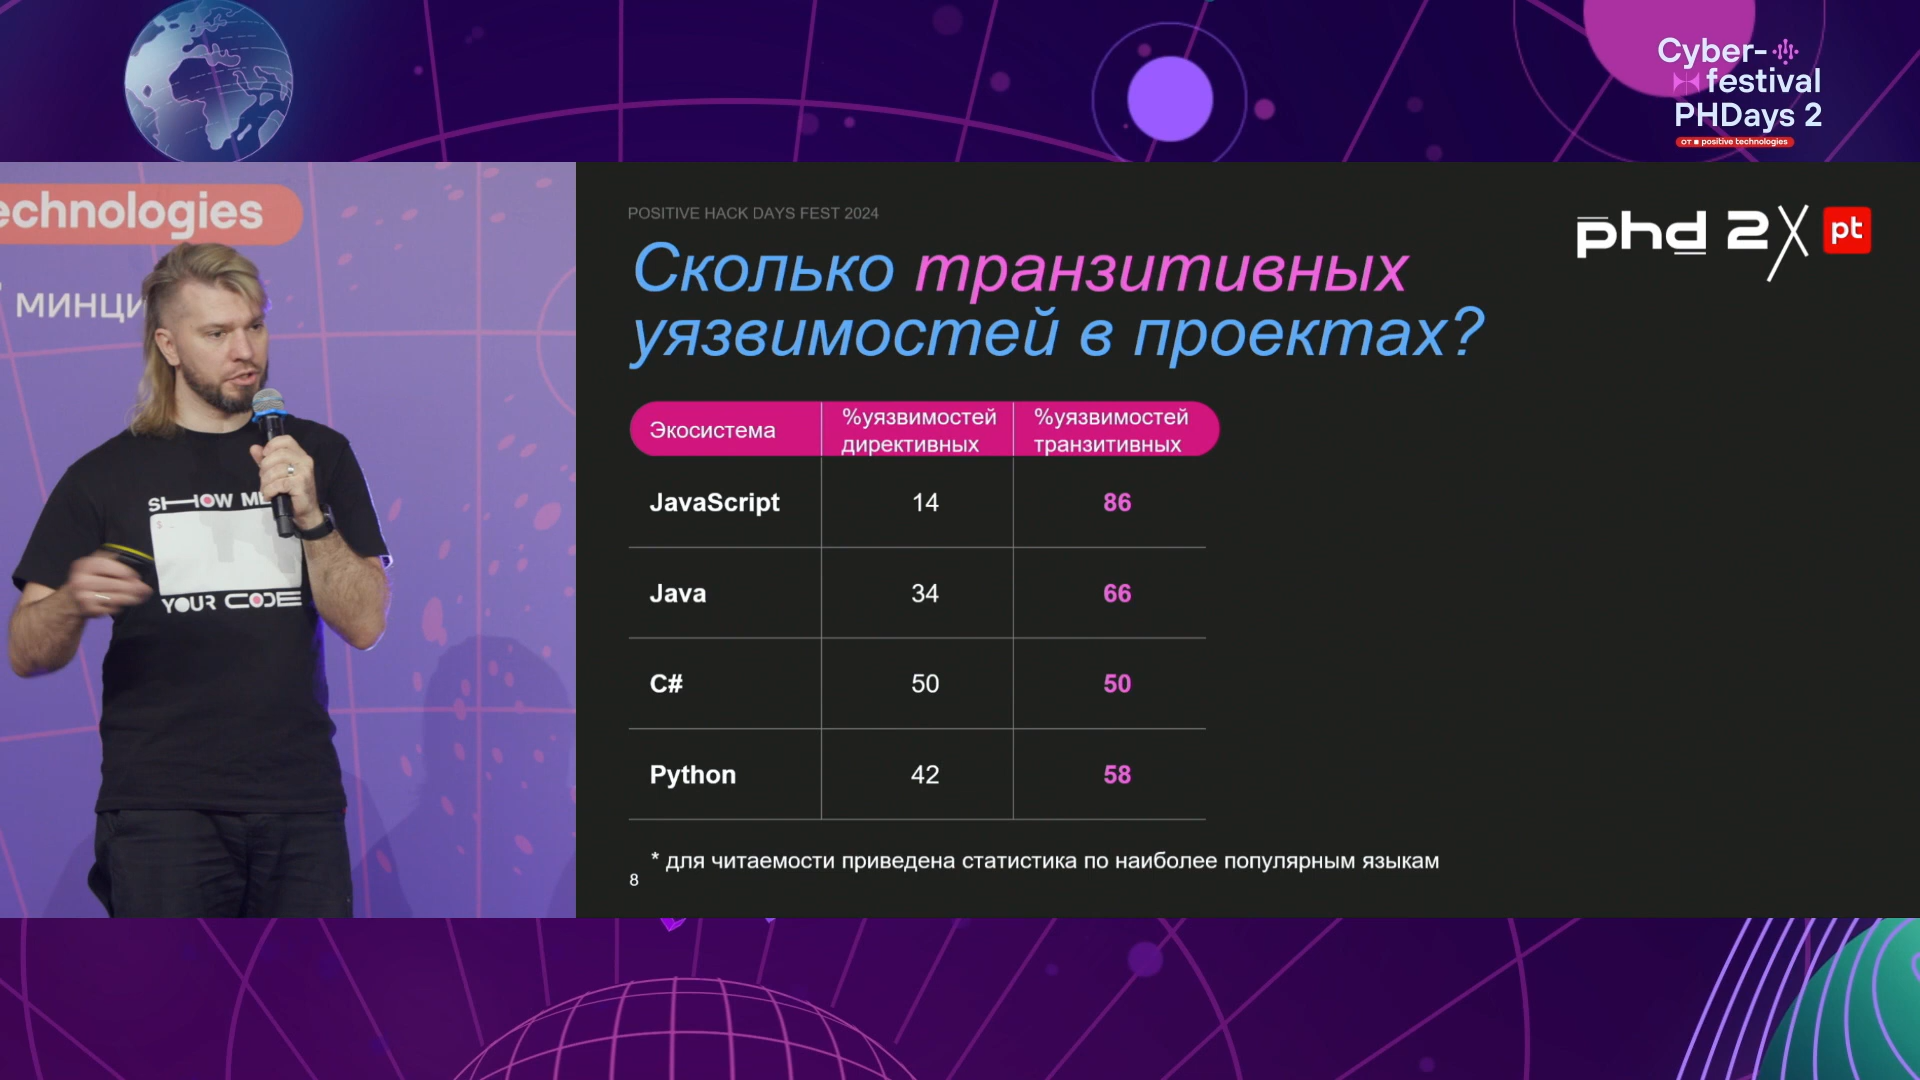 Cyber-
festival
PHDays 2
от positive technologies
echnologies
МИНЦИ
SHOW ME
$ _
YOUR CODE
POSITIVE HACK DAYS FEST 2024
phd 2
pt
Сколько транзитивных
уязвимостей в проектах?
Экосистема
%уязвимостей
директивных
%уязвимостей
транзитивных
JavaScript 14 86
Java 34 66
C# 50 50
Python 42 58
* для читаемости приведена статистика по наиболее популярным языкам
8